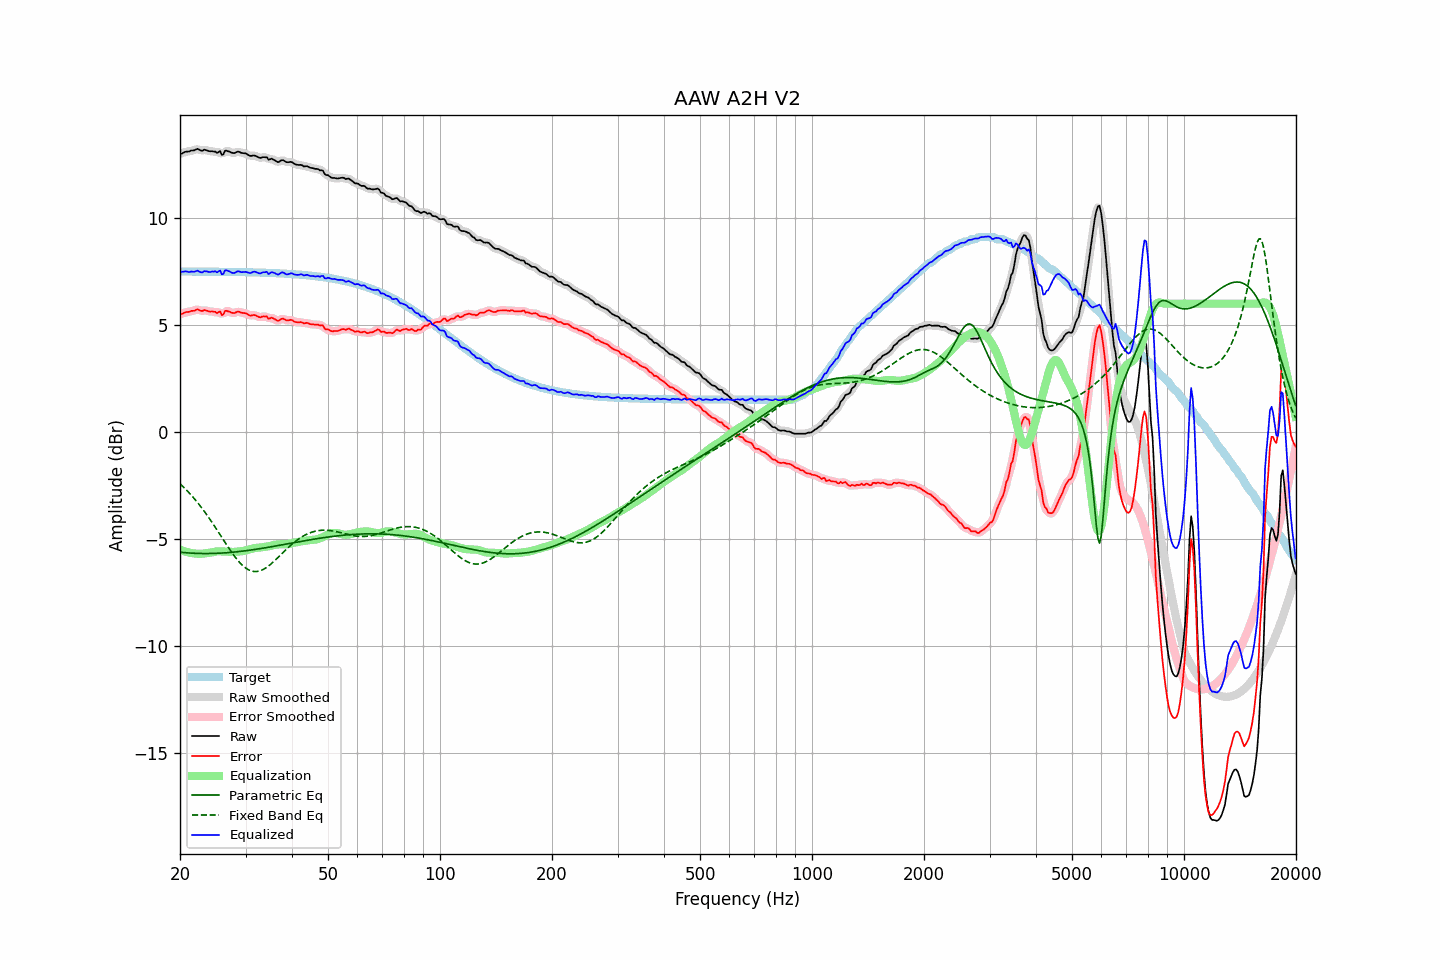 AAW A2H V2
Amplitude (dBr)
10
5
0
−5
−10
−15
Target
Raw Smoothed
Error Smoothed
Raw
Error
Equalization
Parametric Eq
Fixed Band Eq
Equalized
20 50 100 200 500 1000 2000 5000 10000 20000
Frequency (Hz)